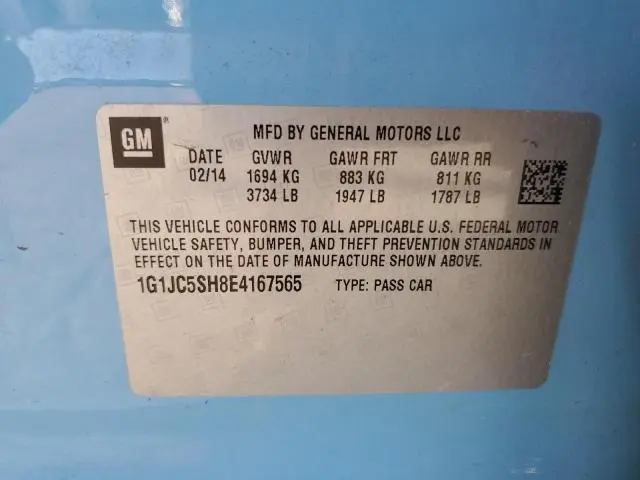 GM® MFD BY GENERAL MOTORS LLC
DATE GVWR GAWR FRT GAWR RR
02/14 1694 KG 883 KG 811 KG
3734 LB 1947 LB 1787 LB
THIS VEHICLE CONFORMS TO ALL APPLICABLE U.S. FEDERAL MOTOR
VEHICLE SAFETY, BUMPER, AND THEFT PREVENTION STANDARDS IN
EFFECT ON THE DATE OF MANUFACTURE SHOWN ABOVE.
1G1JC5SH8E4167565 TYPE: PASS CAR